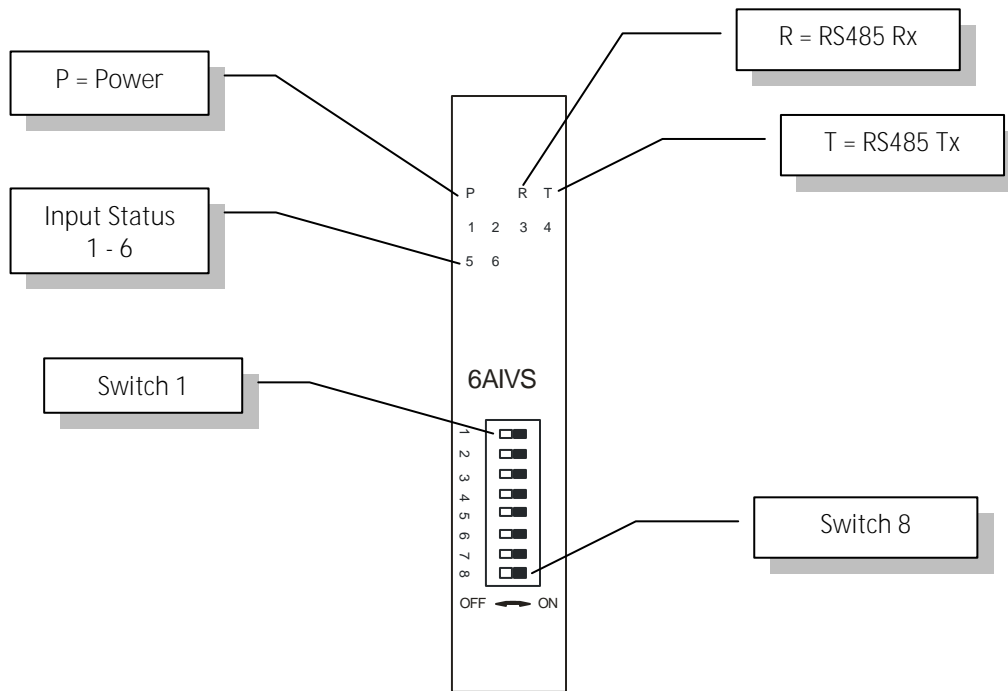 R = RS485 Rx
P = Power
T = RS485 Tx
P R T
Input Status
1 - 6
1 2 3 4
5 6
Switch 1
6AIVS
1
2
3
4
5
6
7
8
Switch 8
OFF ON